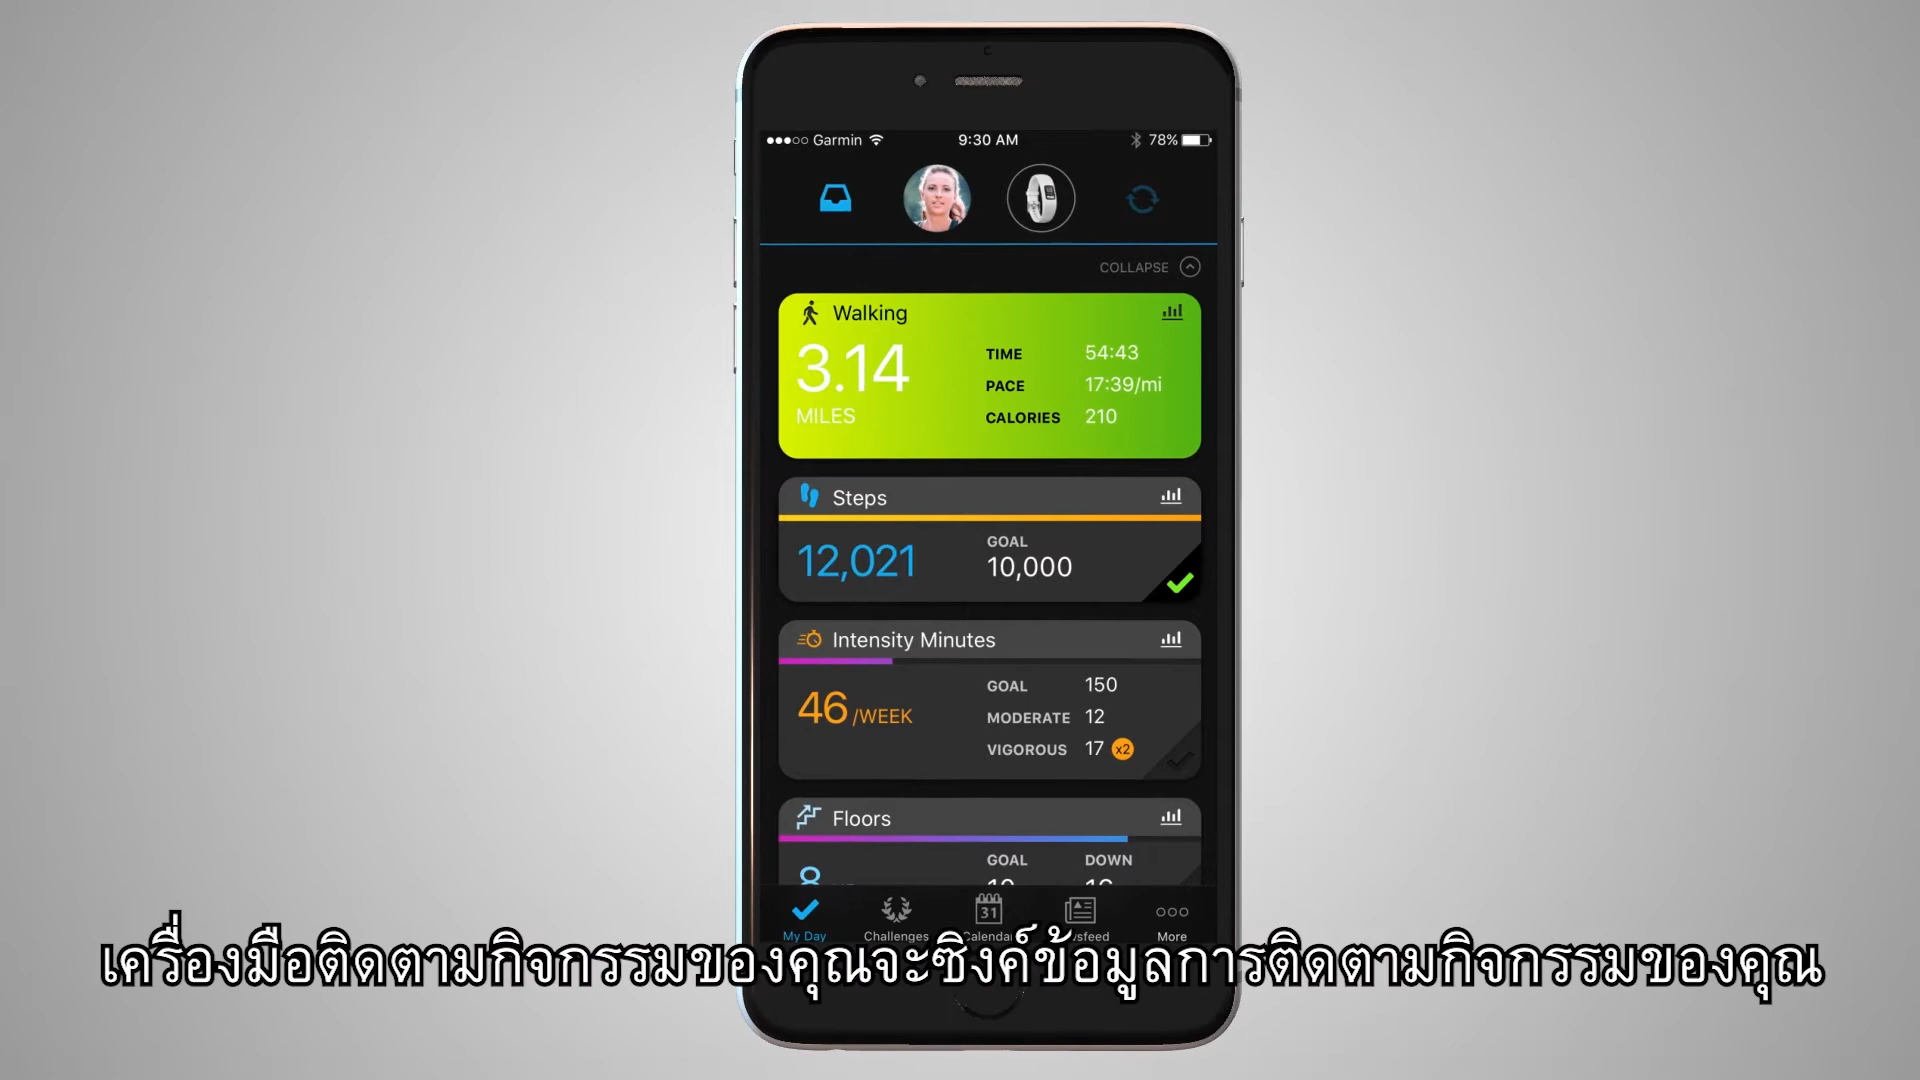 Garmin 9:30 AM 78%
COLLAPSE
Walking
3.14
MILES
TIME 54:43
PACE 17:39/mi
CALORIES 210
Steps
12,021
GOAL
10,000
Intensity Minutes
46 /WEEK
GOAL 150
MODERATE 12
VIGOROUS 17 x2
Floors
8
GOAL DOWN
31
My Day Challenges More
เครื่องมือติดตามกิจกรรมของคุณจะซิงค์ข้อมูลการติดตามกิจกรรมของคุณ